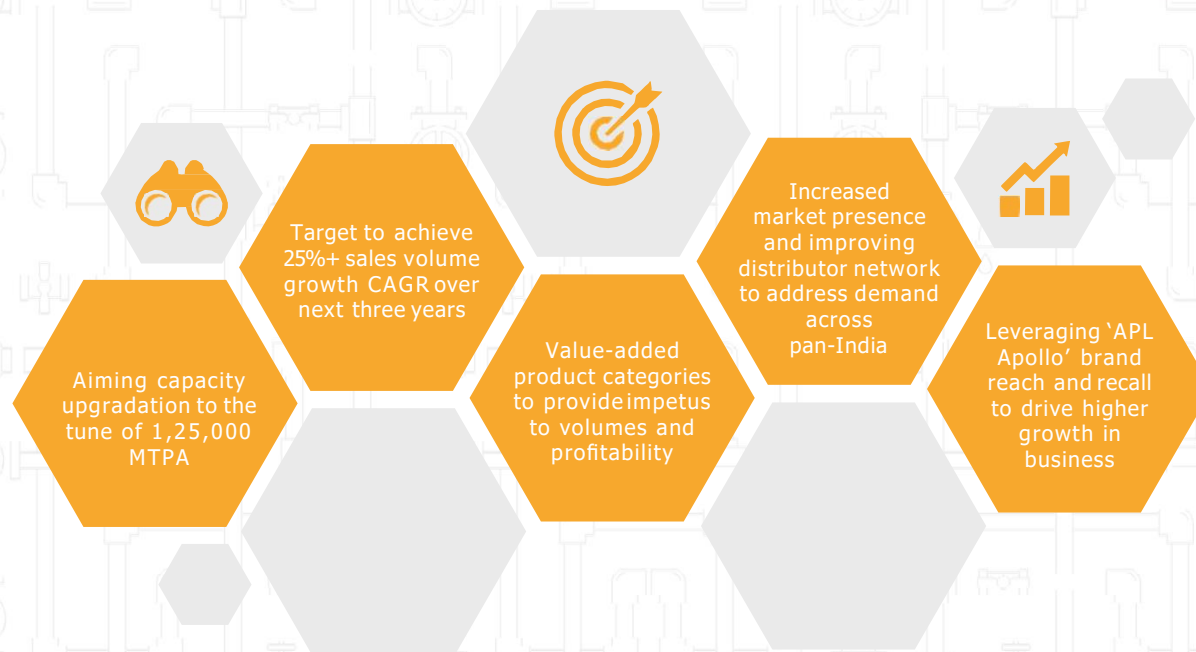 Aiming capacity
upgradation to the
tune of 1,25,000
MTPA
Target to achieve
25%+ sales volume
growth CAGR over
next three years
Value-added
product categories
to provide impetus
to volumes and
profitability
Increased
market presence
and improving
distributor network
to address demand
across
pan-India
Leveraging ‘APL
Apollo’ brand
reach and recall
to drive higher
growth in
business